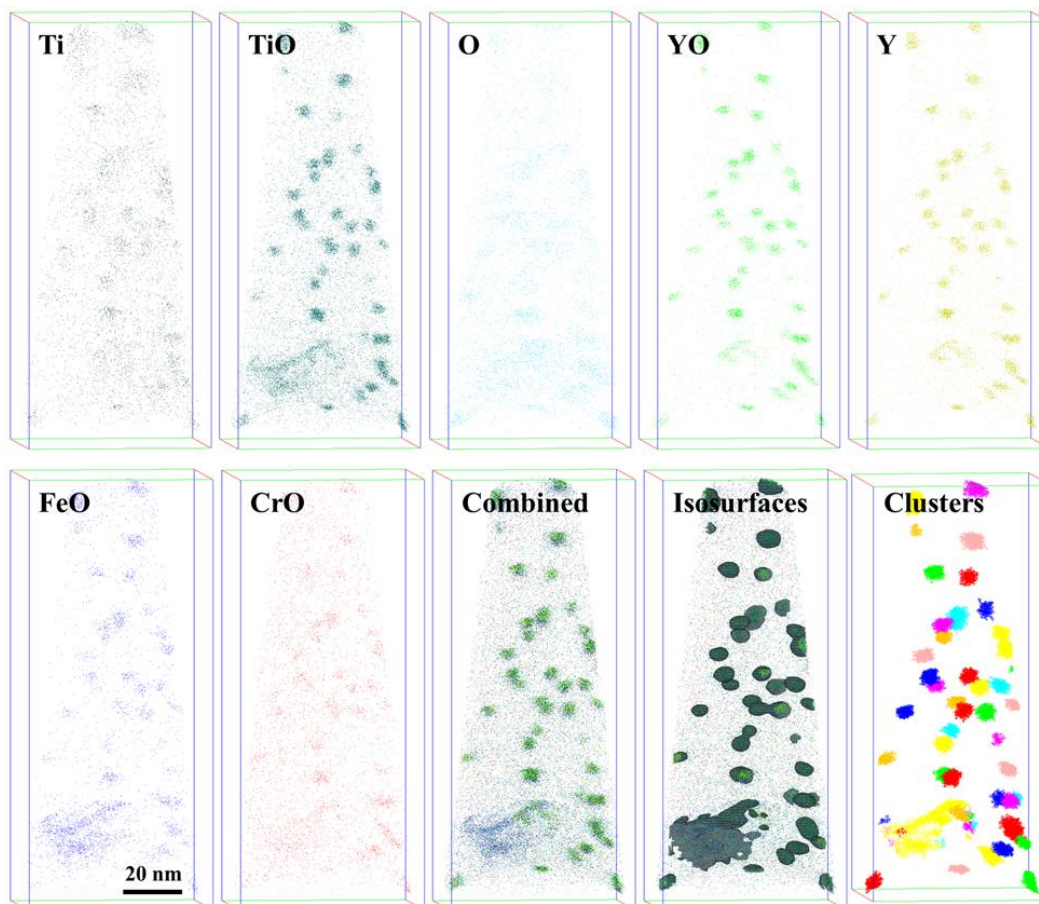 Ti
TiO
O
YO
Y
FeO
CrO
Combined
Isosurfaces
Clusters
20 nm